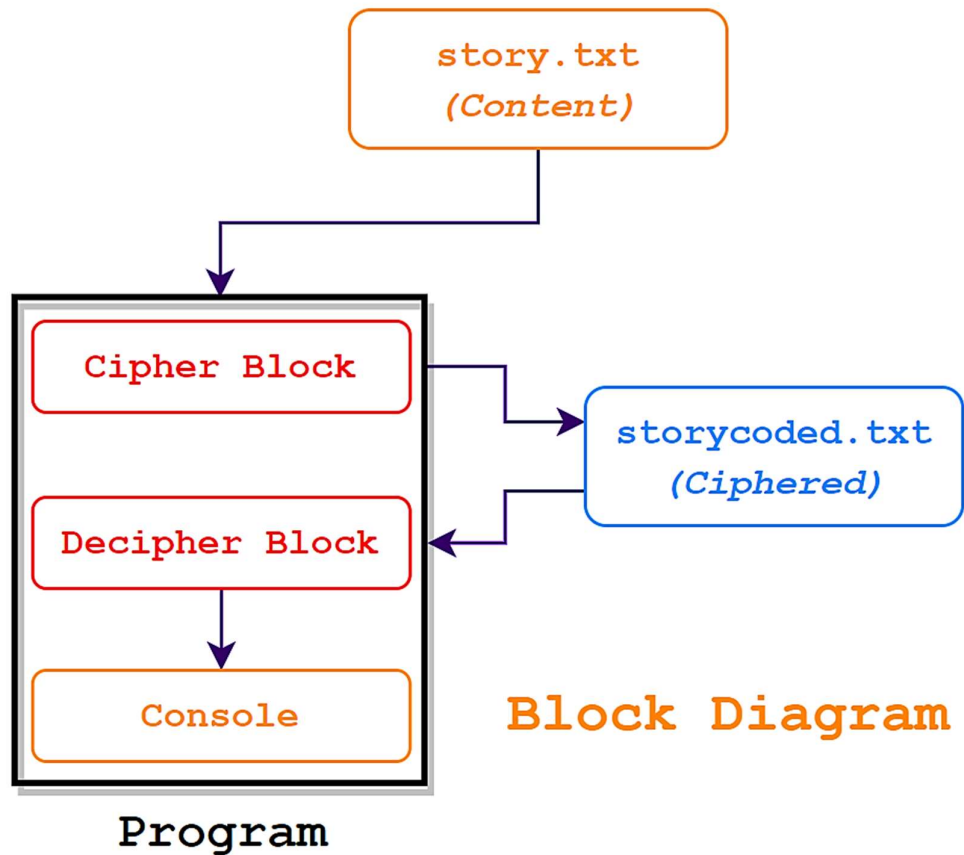 story.txt
(Content)
Cipher Block
storycoded.txt
(Ciphered)
Decipher Block
Console
Block Diagram
Program